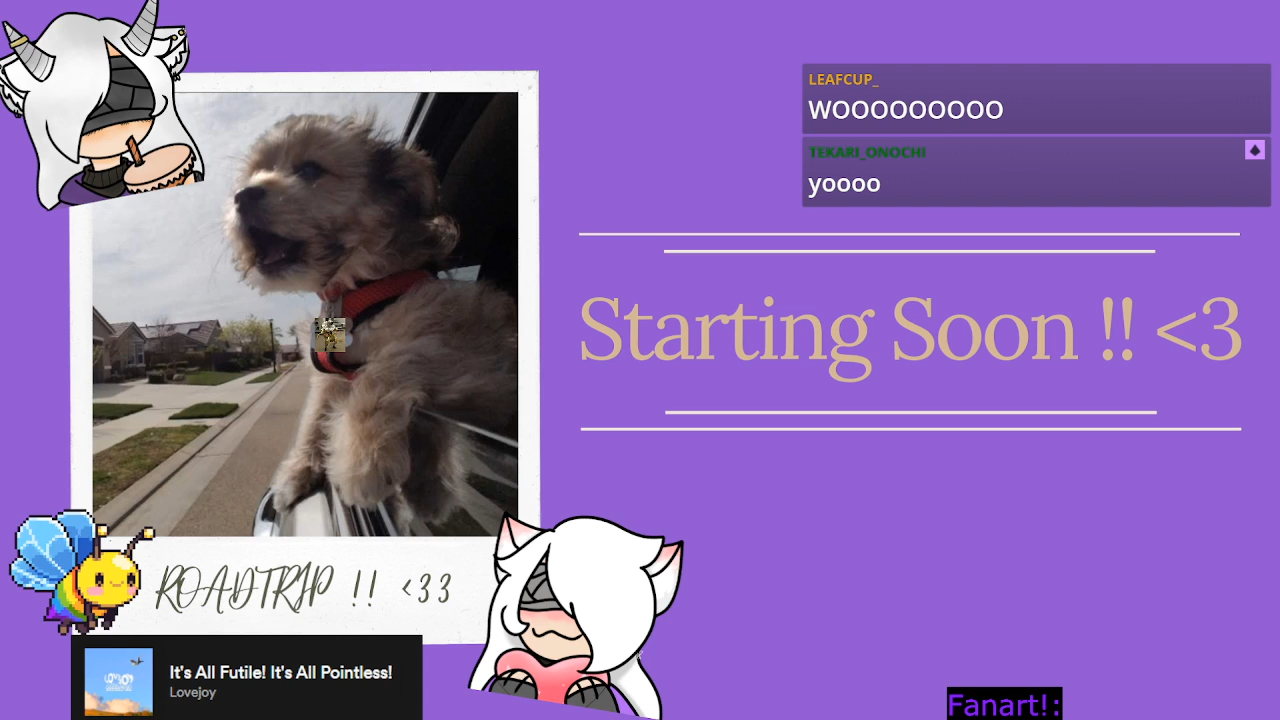 LEAFCUP_
WOOOOOOOOO
TEKARI_ONOCHI
yoooo
Starting Soon !! <3
ROADTRIP !! <33
It's All Futile! It's All Pointless!
Lovejoy
Fanart!: